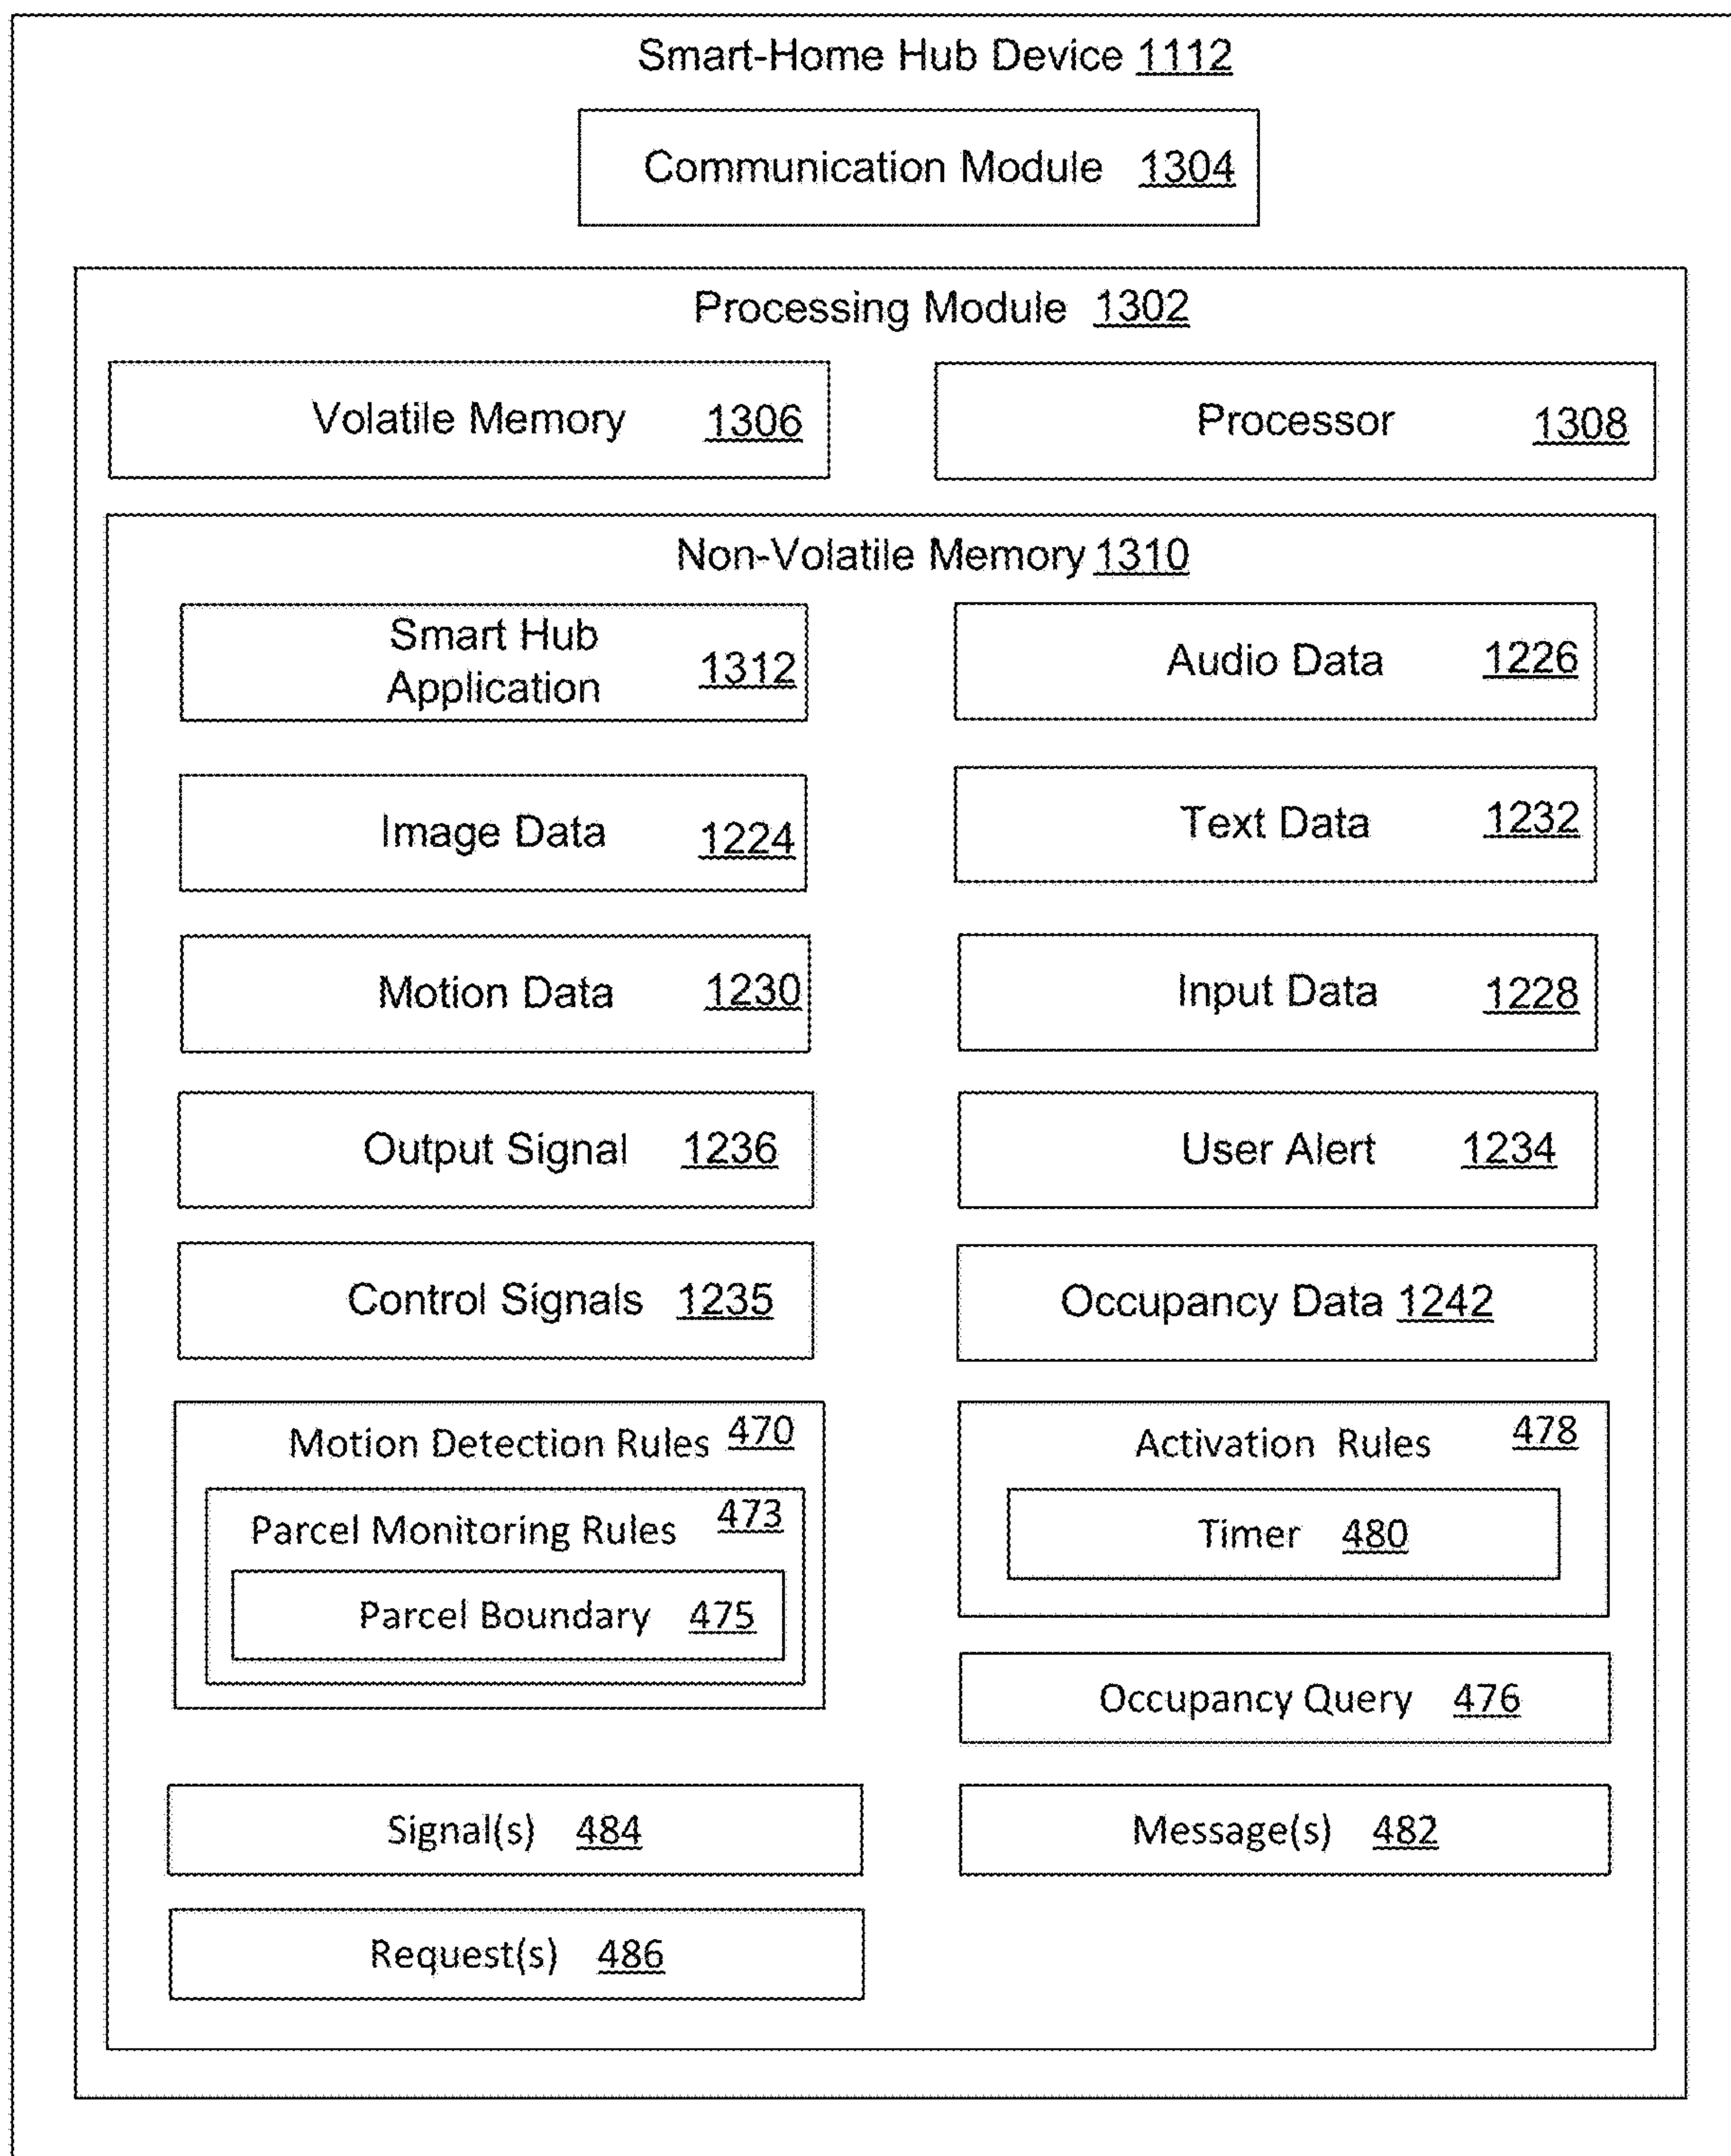 Smart-Home Hub Device 1112
Communication Module 1304
Processing Module 1302
Volatile Memory 1306
Processor 1308
Non-Volatile Memory 1310
Smart Hub
Application 1312
Audio Data 1226
Image Data 1224
Text Data 1232
Motion Data 1230
Input Data 1228
Output Signal 1236
User Alert 1234
Control Signals 1235
Occupancy Data 1242
Motion Detection Rules 470
Parcel Monitoring Rules 473
Parcel Boundary 475
Activation Rules 478
Timer 480
Occupancy Query 476
Signal(s) 484
Message(s) 482
Request(s) 486